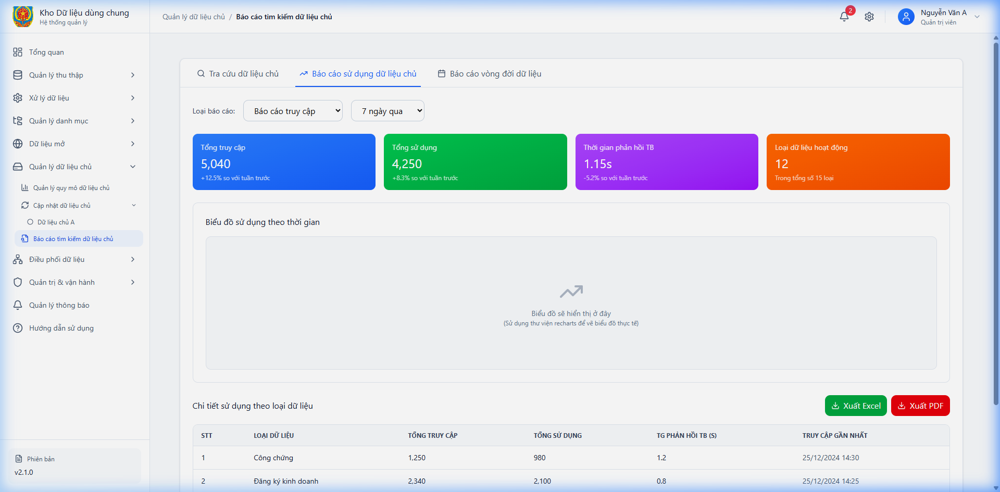 Kho Dữ liệu dùng chung
Hệ thống quản lý
Quản lý dữ liệu chủ / Báo cáo tìm kiếm dữ liệu chủ
2
Nguyễn Văn A
Quản trị viên
Tổng quan
Quản lý thu thập
Xử lý dữ liệu
Quản lý danh mục
Dữ liệu mở
Quản lý dữ liệu chủ
Quản lý quy mô dữ liệu chủ
Cập nhật dữ liệu chủ
Dữ liệu chủ A
Báo cáo tìm kiếm dữ liệu chủ
Điều phối dữ liệu
Quản trị & vận hành
Quản lý thông báo
Hướng dẫn sử dụng
Phiên bản
v2.1.0
Tra cứu dữ liệu chủ
Báo cáo sử dụng dữ liệu chủ
Báo cáo vòng đời dữ liệu
Loại báo cáo:
Báo cáo truy cập
7 ngày qua
Tổng truy cập
5,040
+12.5% so với tuần trước
Tổng sử dụng
4,250
+8.3% so với tuần trước
Thời gian phản hồi TB
1.15s
-5.2% so với tuần trước
Loại dữ liệu hoạt động
12
Trong tổng số 15 loại
Biểu đồ sử dụng theo thời gian
Biểu đồ sẽ hiển thị ở đây
(Sử dụng thư viện recharts để vẽ biểu đồ thực tế)
Chi tiết sử dụng theo loại dữ liệu
Xuất Excel
Xuất PDF
STT LOẠI DỮ LIỆU TỔNG TRUY CẬP TỔNG SỬ DỤNG TG PHẢN HỒI TB (S) TRUY CẬP GẦN NHẤT
1 Công chứng 1,250 980 1.2 25/12/2024 14:30
2 Đăng ký kinh doanh 2,340 2,100 0.8 25/12/2024 14:25